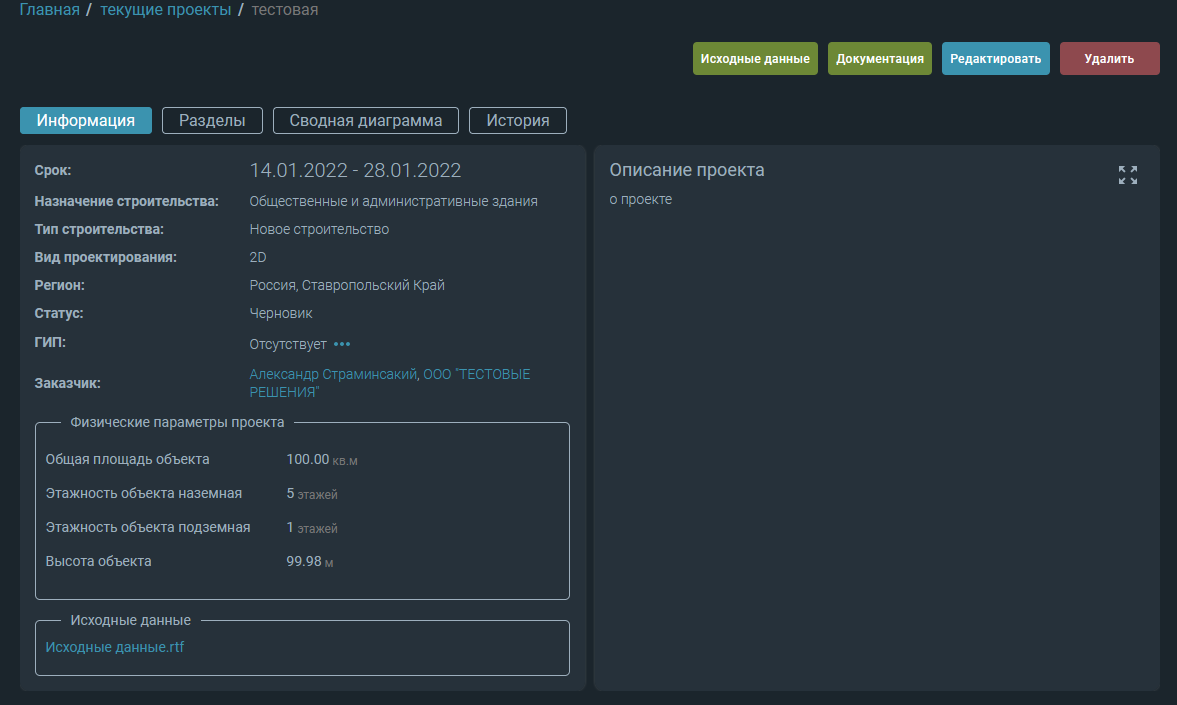 Главная / текущие проекты / тестовая
Исходные данные Документация Редактировать Удалить
Информация Разделы Сводная диаграмма История
Срок: 14.01.2022 - 28.01.2022
Назначение строительства: Общественные и административные здания
Тип строительства: Новое строительство
Вид проектирования: 2D
Регион: Россия, Ставропольский Край
Статус: Черновик
ГИП: Отсутствует •••
Заказчик: Александр Страминсакий, ООО "ТЕСТОВЫЕ
РЕШЕНИЯ"
Физические параметры проекта
Общая площадь объекта 100.00 кв.м
Этажность объекта наземная 5 этажей
Этажность объекта подземная 1 этажей
Высота объекта 99.98 м
Исходные данные
Исходные данные.rtf
Описание проекта
о проекте